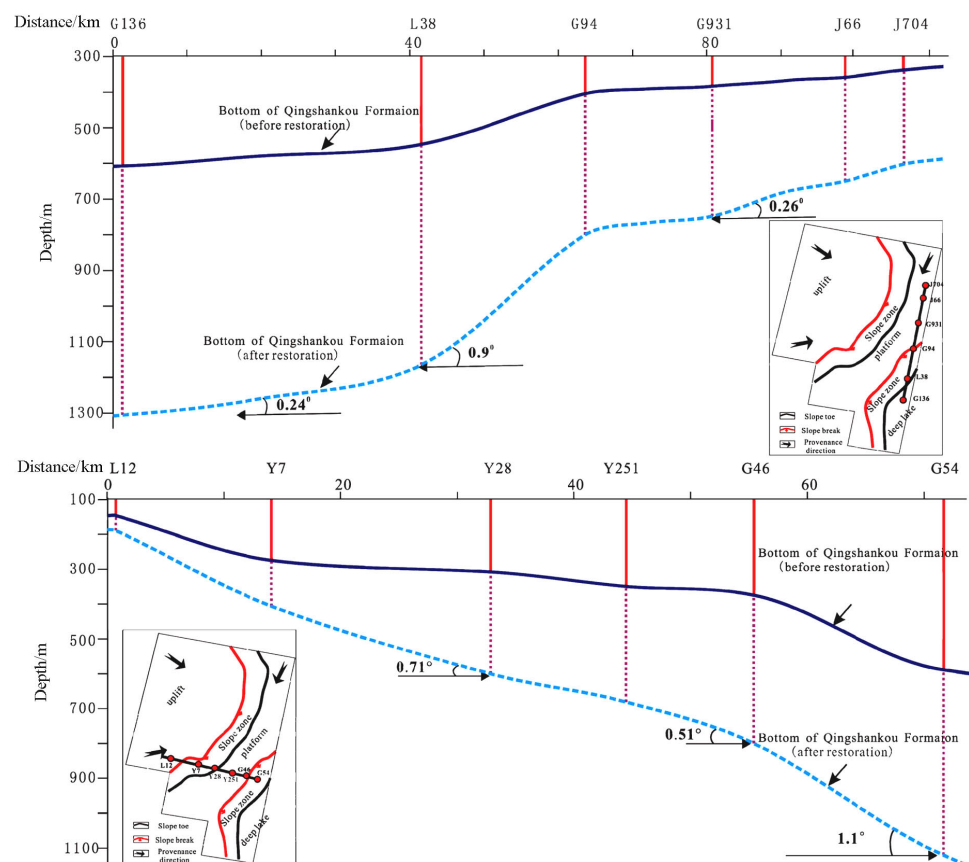 Distance/km G136 L38 G94 G931 J66 J704
0 40 80
300
500
700
900
1100
1300
Depth/m
Bottom of Qingshankou Formaion
(before restoration)
Bottom of Qingshankou Formaion
(after restoration)
0.24⁰
0.9⁰
0.26⁰
uplift
Slope zone
platform
Slope zone
deep lake
J704
J66
G931
G94
L38
G136
Slope toe
Slope break
Provenance
direction
Distance/km L12 Y7 Y28 Y251 G46 G54
0 20 40 60
100
300
500
700
900
1100
Depth/m
Bottom of Qingshankou Formaion
(before restoration)
Bottom of Qingshankou Formaion
(after restoration)
0.71°
0.51°
1.1°
uplift
Slope zone
platform
Slope zone
deep lake
L12
Y7
Y28
Y251
G46
G54
Slope toe
Slope break
Provenance
direction